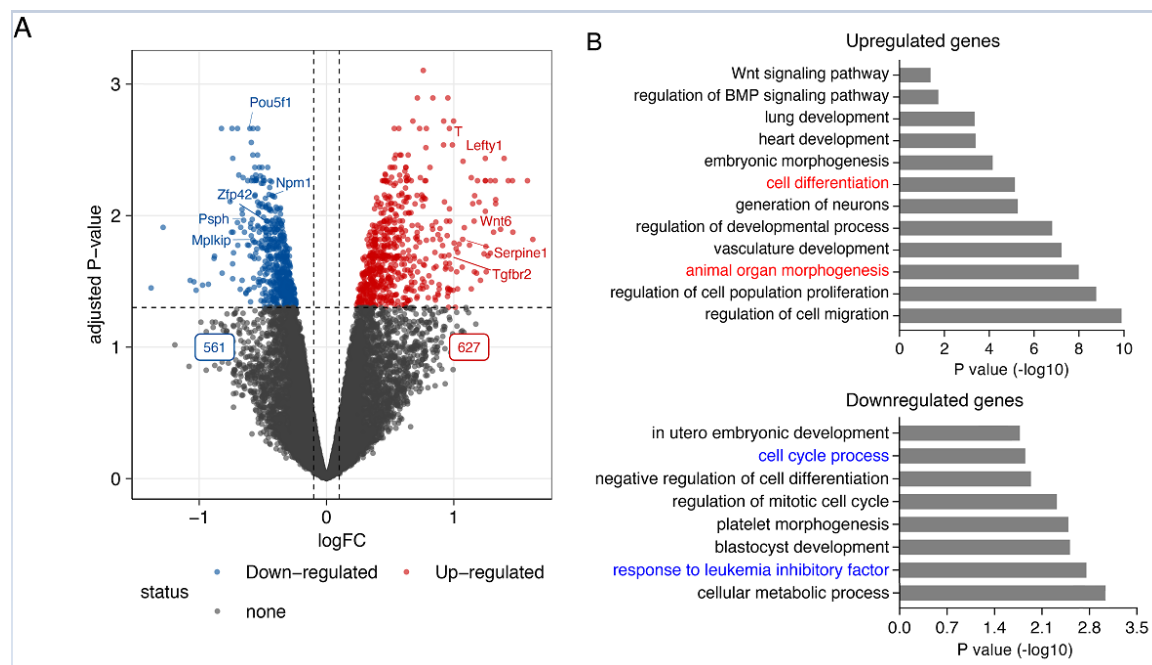 A
adjusted P-value
3
2
1
0
Pou5f1
T
Lefty1
Npm1
Zfp42
Psph
Wnt6
Mplkip
Serpine1
Tgfbr2
561
627
−1
0
1
logFC
status
Down-regulated
Up-regulated
none
B
Upregulated genes
Wnt signaling pathway
regulation of BMP signaling pathway
lung development
heart development
embryonic morphogenesis
cell differentiation
generation of neurons
regulation of developmental process
vasculature development
animal organ morphogenesis
regulation of cell population proliferation
regulation of cell migration
0 2 4 6 8 10
P value (-log10)
Downregulated genes
in utero embryonic development
cell cycle process
negative regulation of cell differentiation
regulation of mitotic cell cycle
platelet morphogenesis
blastocyst development
response to leukemia inhibitory factor
cellular metabolic process
0.0 0.7 1.4 2.1 2.8 3.5
P value (-log10)